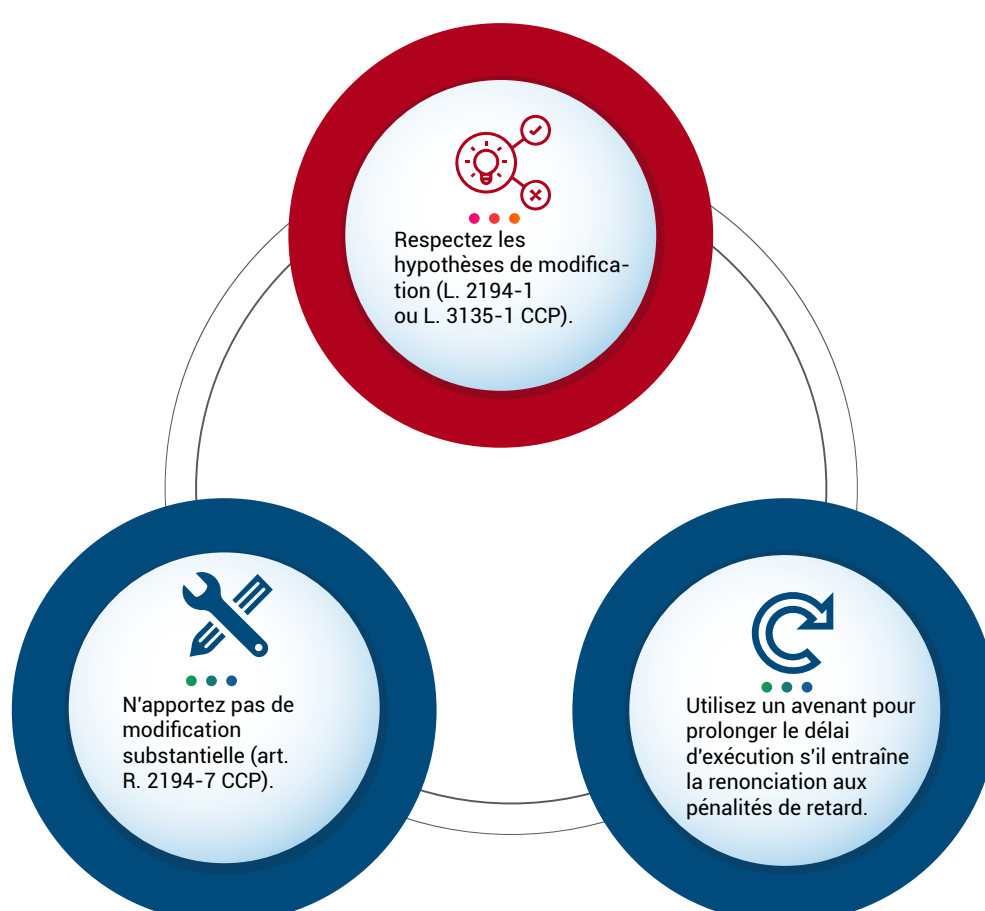 Respectez les
hypothèses de modifica-
tion (L. 2194-1
ou L. 3135-1 CCP).
N'apportez pas de
modification
substantielle (art.
R. 2194-7 CCP).
Utilisez un avenant pour
prolonger le délai
d'exécution s'il entraîne
la renonciation aux
pénalités de retard.